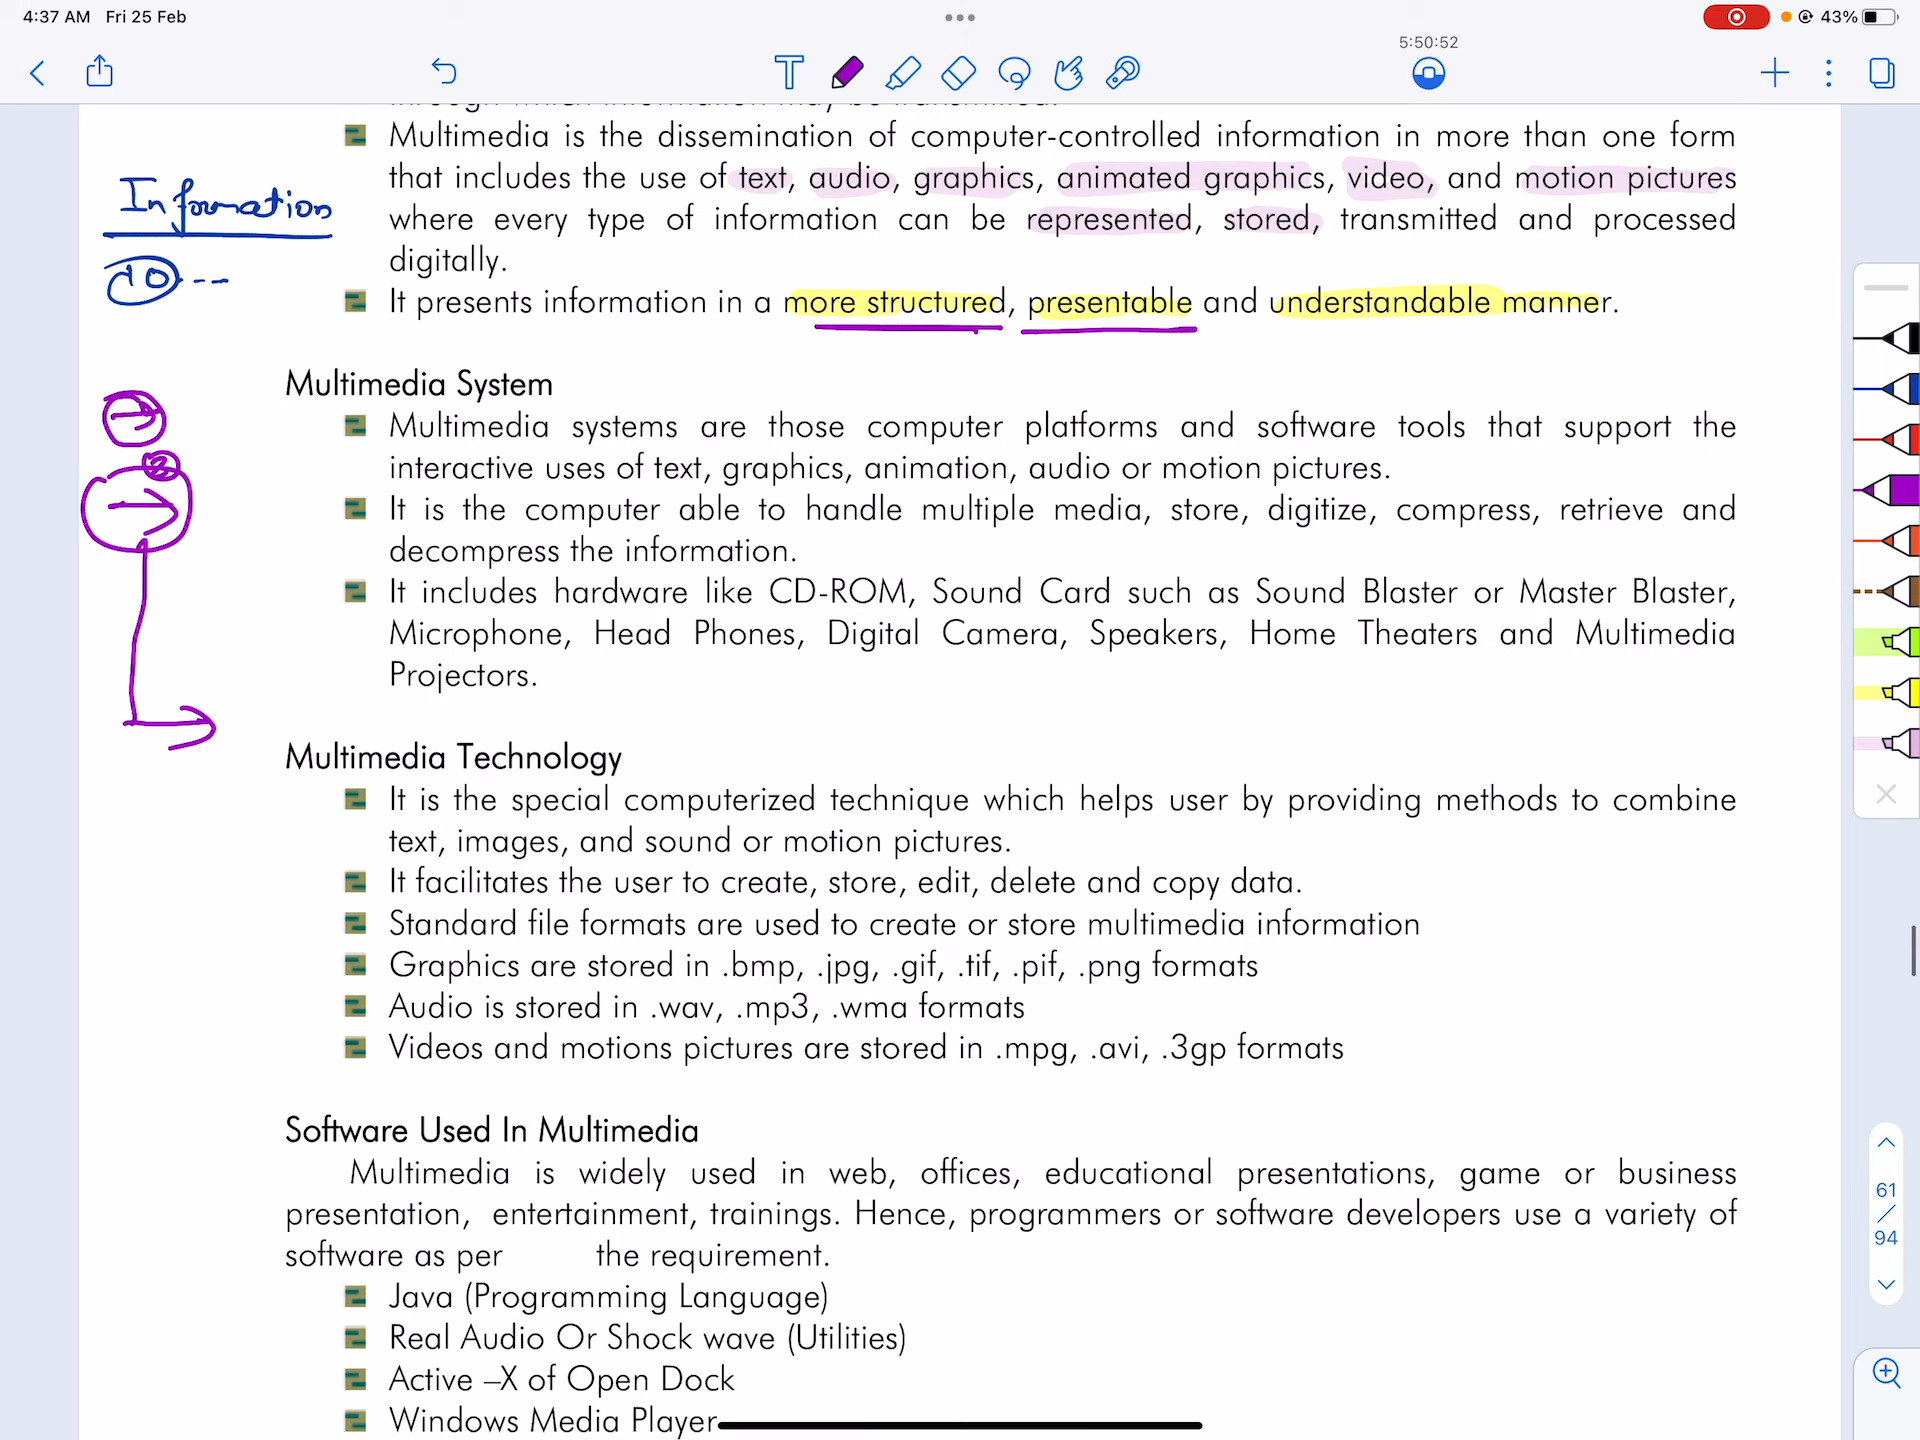 4:37 AM Fri 25 Feb
43%
5:50:52
through which information may be transmitted.
Multimedia is the dissemination of computer-controlled information in more than one form
that includes the use of text, audio, graphics, animated graphics, video, and motion pictures
where every type of information can be represented, stored, transmitted and processed
digitally.
It presents information in a more structured, presentable and understandable manner.
Information
Multimedia System
Multimedia systems are those computer platforms and software tools that support the
interactive uses of text, graphics, animation, audio or motion pictures.
It is the computer able to handle multiple media, store, digitize, compress, retrieve and
decompress the information.
It includes hardware like CD-ROM, Sound Card such as Sound Blaster or Master Blaster,
Microphone, Head Phones, Digital Camera, Speakers, Home Theaters and Multimedia
Projectors.
Multimedia Technology
It is the special computerized technique which helps user by providing methods to combine
text, images, and sound or motion pictures.
It facilitates the user to create, store, edit, delete and copy data.
Standard file formats are used to create or store multimedia information
Graphics are stored in .bmp, .jpg, .gif, .tif, .pif, .png formats
Audio is stored in .wav, .mp3, .wma formats
Videos and motions pictures are stored in .mpg, .avi, .3gp formats
Software Used In Multimedia
Multimedia is widely used in web, offices, educational presentations, game or business
presentation, entertainment, trainings. Hence, programmers or software developers use a variety of
software as per the requirement.
Java (Programming Language)
Real Audio Or Shock wave (Utilities)
Active –X of Open Dock
Windows Media Player
61
/
94